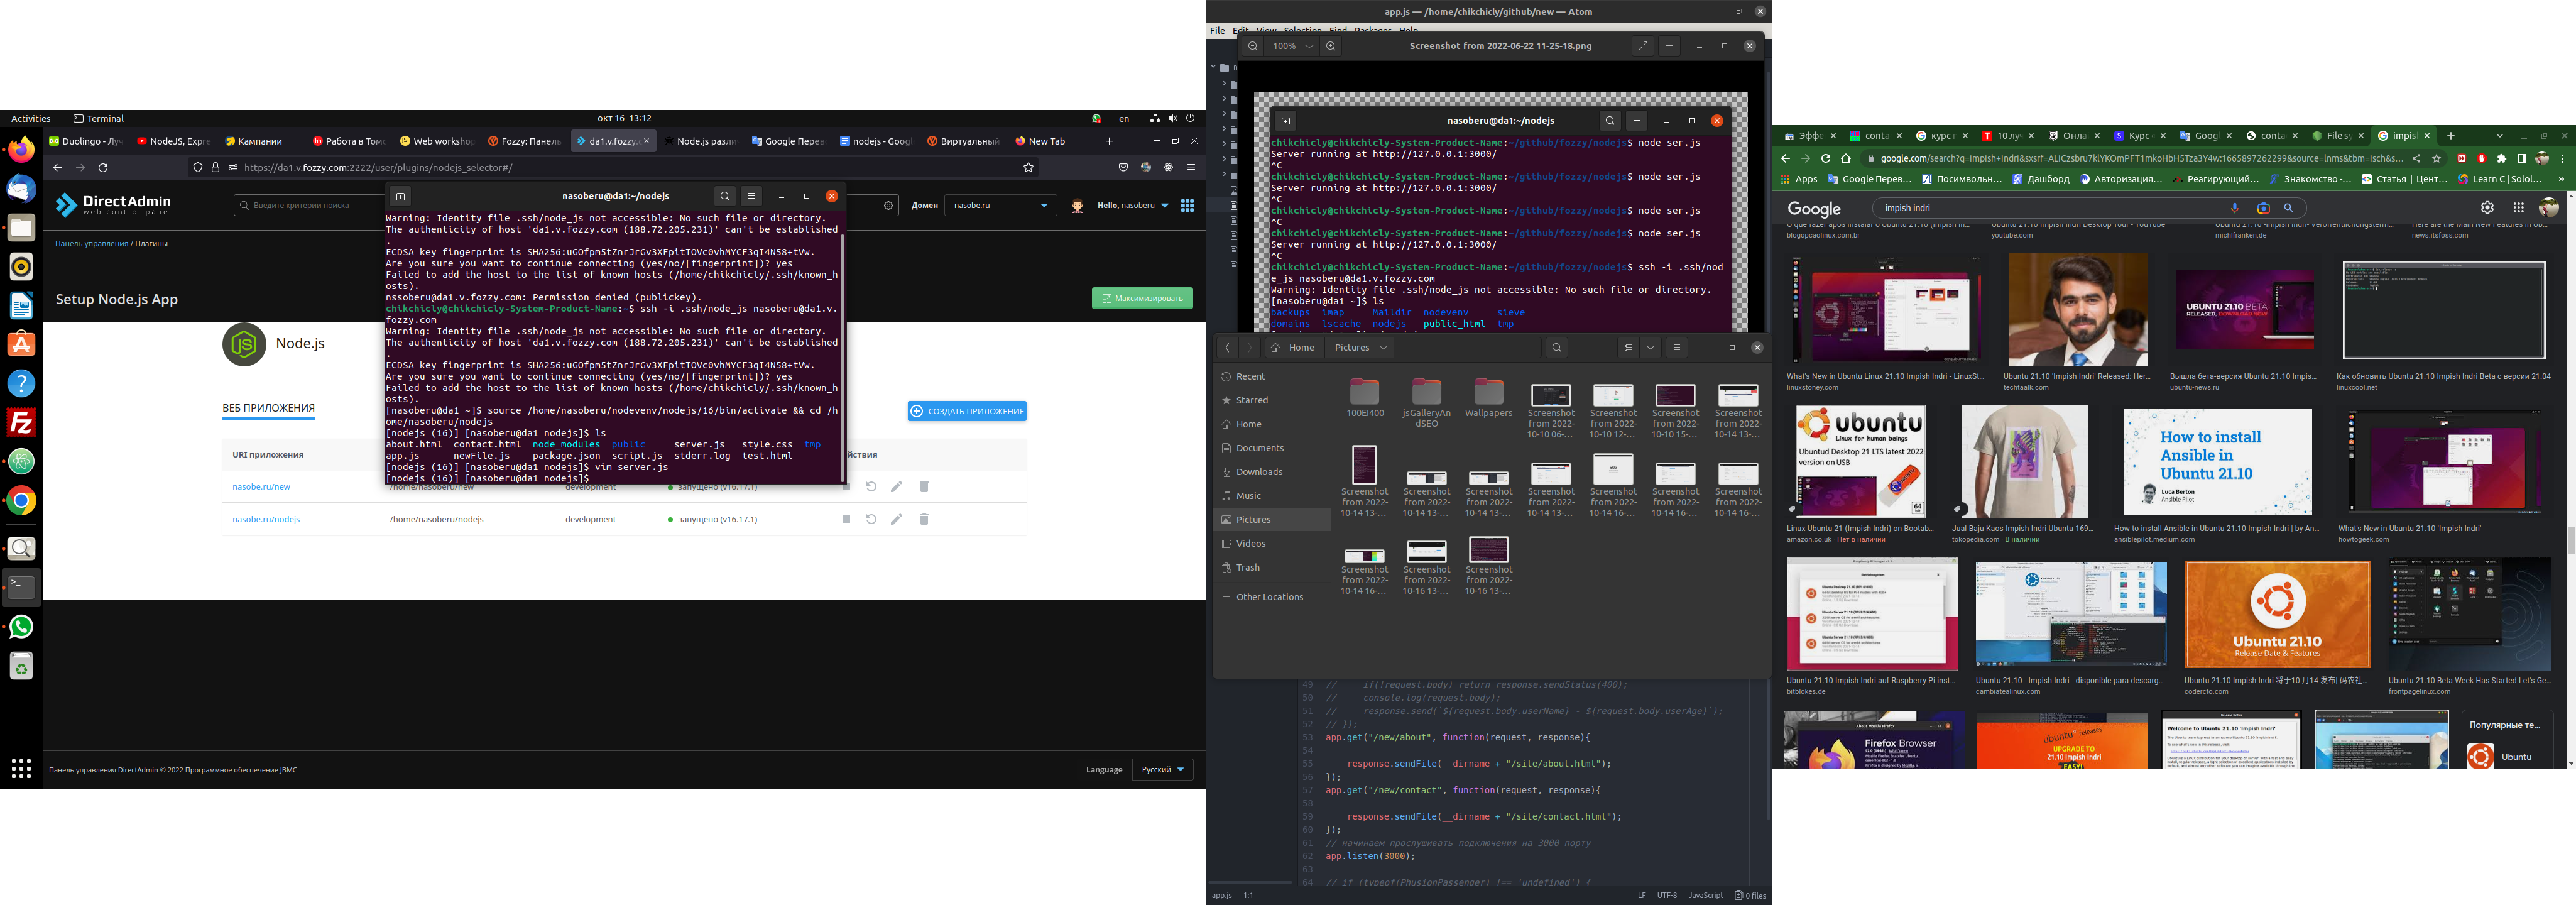 Activities
Terminal
окт 16 13:12
en
Duolingo - Луч
NodeJS, Expre
Кампании
Работа в Томс
Web workshop
Fozzy: Панель
da1.v.fozzy.c
Node.js разли
Google Перев
nodejs - Googl
Виртуальный
New Tab
https://da1.v.fozzy.com:2222/user/plugins/nodejs_selector#/
DirectAdmin
web control panel
Введите критерии поиска
Домен
nasobe.ru
Hello, nasoberu
Панель управления / Плагины
Setup Node.js App
Максимизировать
Node.js
ВЕБ ПРИЛОЖЕНИЯ
СОЗДАТЬ ПРИЛОЖЕНИЕ
URI приложения
йствия
nasobe.ru/new
/home/nasoberu/new
development
запущено (v16.17.1)
nasobe.ru/nodejs
/home/nasoberu/nodejs
development
запущено (v16.17.1)
Панель управления DirectAdmin © 2022 Программное обеспечение JBMC
Language
Русский
nasoberu@da1:~/nodejs
Warning: Identity file .ssh/node_js not accessible: No such file or directory.
The authenticity of host 'da1.v.fozzy.com (188.72.205.231)' can't be established
.
ECDSA key fingerprint is SHA256:uGOfpm5tZnrJrGv3XFpitTOVc0vhMYCF3qI4N58+tVw.
Are you sure you want to continue connecting (yes/no/[fingerprint])? yes
Failed to add the host to the list of known hosts (/home/chikchicly/.ssh/known_h
osts).
nssoberu@da1.v.fozzy.com: Permission denied (publickey).
chikchicly@chikchicly-System-Product-Name:~$ ssh -i .ssh/node_js nasoberu@da1.v.
fozzy.com
Warning: Identity file .ssh/node_js not accessible: No such file or directory.
The authenticity of host 'da1.v.fozzy.com (188.72.205.231)' can't be established
.
ECDSA key fingerprint is SHA256:uGOfpm5tZnrJrGv3XFpitTOVc0vhMYCF3qI4N58+tVw.
Are you sure you want to continue connecting (yes/no/[fingerprint])? yes
Failed to add the host to the list of known hosts (/home/chikchicly/.ssh/known_h
osts).
[nasoberu@da1 ~]$ source /home/nasoberu/nodevenv/nodejs/16/bin/activate && cd /h
ome/nasoberu/nodejs
[nodejs (16)] [nasoberu@da1 nodejs]$ ls
about.html contact.html node_modules public server.js style.css tmp
app.js newFile.js package.json script.js stderr.log test.html
[nodejs (16)] [nasoberu@da1 nodejs]$ vim server.js
[nodejs (16)] [nasoberu@da1 nodejs]$
app.js — /home/chikchicly/github/new — Atom
File Edit View Selection Find Packages Help
100%
Screenshot from 2022-06-22 11-25-18.png
nasoberu@da1:~/nodejs
chikchicly@chikchicly-System-Product-Name:~/github/fozzy/nodejs$ node ser.js
Server running at http://127.0.0.1:3000/
^C
chikchicly@chikchicly-System-Product-Name:~/github/fozzy/nodejs$ node ser.js
Server running at http://127.0.0.1:3000/
^C
chikchicly@chikchicly-System-Product-Name:~/github/fozzy/nodejs$ node ser.js
^C
chikchicly@chikchicly-System-Product-Name:~/github/fozzy/nodejs$ node ser.js
Server running at http://127.0.0.1:3000/
^C
chikchicly@chikchicly-System-Product-Name:~/github/fozzy/nodejs$ ssh -i .ssh/nod
e_js nasoberu@da1.v.fozzy.com
Warning: Identity file .ssh/node_js not accessible: No such file or directory.
[nasoberu@da1 ~]$ ls
backups imap Maildir nodevenv sieve
domains lscache nodejs public_html tmp
Home
Pictures
Recent
Starred
Home
Documents
Downloads
Music
Pictures
Videos
Trash
Other Locations
100EI400
jsGalleryAndSEO
Wallpapers
Screenshot from 2022-10-10 06-...
Screenshot from 2022-10-10 12-...
Screenshot from 2022-10-10 15-...
Screenshot from 2022-10-14 13-...
Screenshot from 2022-10-14 13-...
Screenshot from 2022-10-14 13-...
Screenshot from 2022-10-14 13-...
Screenshot from 2022-10-14 13-...
Screenshot from 2022-10-14 16-...
Screenshot from 2022-10-14 16-...
Screenshot from 2022-10-14 16-...
Screenshot from 2022-10-14 16-...
Screenshot from 2022-10-16 13-...
Screenshot from 2022-10-16 13-...
49 // if(!request.body) return response.sendStatus(400);
50 // console.log(request.body);
51 // response.send(`${request.body.userName} - ${request.body.userAge}`);
52 // });
53 app.get("/new/about", function(request, response){
54
55 response.sendFile(__dirname + "/site/about.html");
56 });
57 app.get("/new/contact", function(request, response){
58
59 response.sendFile(__dirname + "/site/contact.html");
60 });
61 // начинаем прослушивать подключения на 3000 порту
62 app.listen(3000);
63
64 // if (typeof(PhusionPassenger) !== 'undefined') {
app.js 1:1
LF UTF-8 JavaScript 0 files
Эффе
conta
курс г
10 лу
Онла
Курс
Googl
conta
File sy
impis
google.com/search?q=impish+indri&sxsrf=ALiCzsbru7klYKOmPFT1mkoHbH5Tza3Y4w:1665897262299&source=lnms&tbm=isch&s...
Apps
Google Перев...
Посимвольн...
Дашборд
Авторизация...
Реагирующий...
Знакомство -...
Статья | Цент...
Learn C | Solol...
Google
impish indri
blogopcaolinux.com.br
youtube.com
michlfranken.de
news.itsfoss.com
UBUNTU 21.10 BETA
RELEASED. DOWNLOAD NOW
What's New in Ubuntu Linux 21.10 Impish Indri - LinuxSt...
linuxstoney.com
Ubuntu 21.10 'Impish Indri' Released: Her...
techtaalk.com
Вышла бета-версия Ubuntu 21.10 Impis...
ubuntu-news.ru
Как обновить Ubuntu 21.10 Impish Indri Beta с версии 21.04
linuxcool.net
ubuntu
Linux for human beings
Ubuntud Desktop 21 LTS latest 2022
version on USB
64
How to install
Ansible in
Ubuntu 21.10
Luca Berton
Ansible Pilot
Linux Ubuntu 21 (Impish Indri) on Bootab...
amazon.co.uk · Нет в наличии
Jual Baju Kaos Impish Indri Ubuntu 169...
tokopedia.com · В наличии
How to install Ansible in Ubuntu 21.10 Impish Indri | by An...
ansiblepilot.medium.com
What's New in Ubuntu 21.10 'Impish Indri'
howtogeek.com
Ubuntu 21.10
Release Date & Features
Ubuntu 21.10 Impish Indri auf Raspberry Pi inst...
bitblokes.de
Ubuntu 21.10 - Impish Indri - disponible para descarg...
cambiatealinux.com
Ubuntu 21.10 Impish Indri 将于10 月14 发布| 码农社...
codercto.com
Ubuntu 21.10 Beta Week Has Started Let's Ge...
frontpagelinux.com
About Mozilla Firefox
Firefox Browser
ubuntu releases
UPGRADE TO
21.10 Impish Indri
EASY!
Welcome to Ubuntu 21.10 'Impish Indri'
Популярные те...
Ubuntu